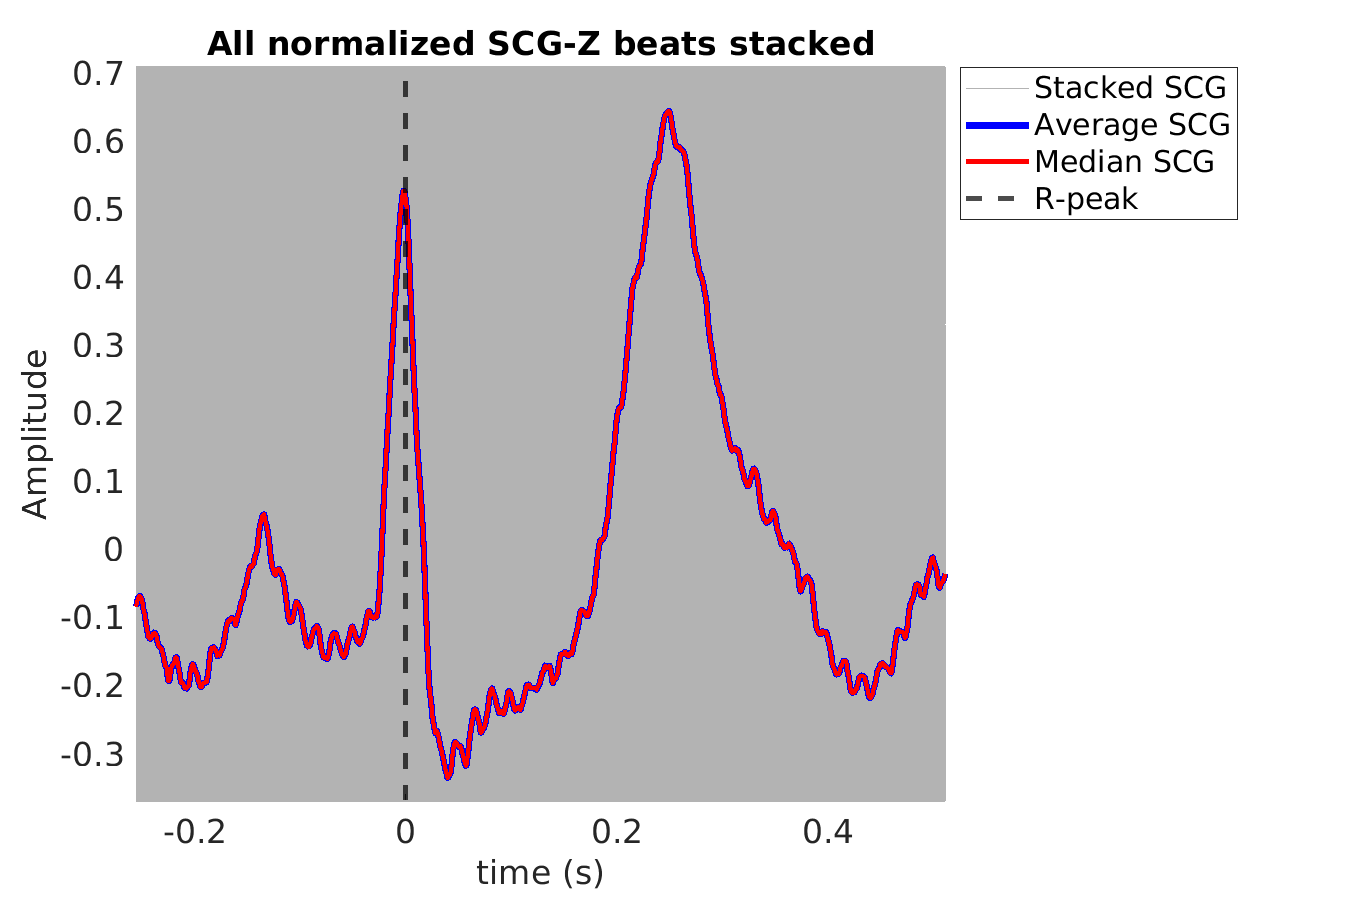 All normalized SCG-Z beats stacked
Stacked SCG
Average SCG
Median SCG
R-peak
0.7
0.6
0.5
0.4
0.3
0.2
0.1
0
-0.1
-0.2
-0.3
Amplitude
-0.2 0 0.2 0.4
time (s)